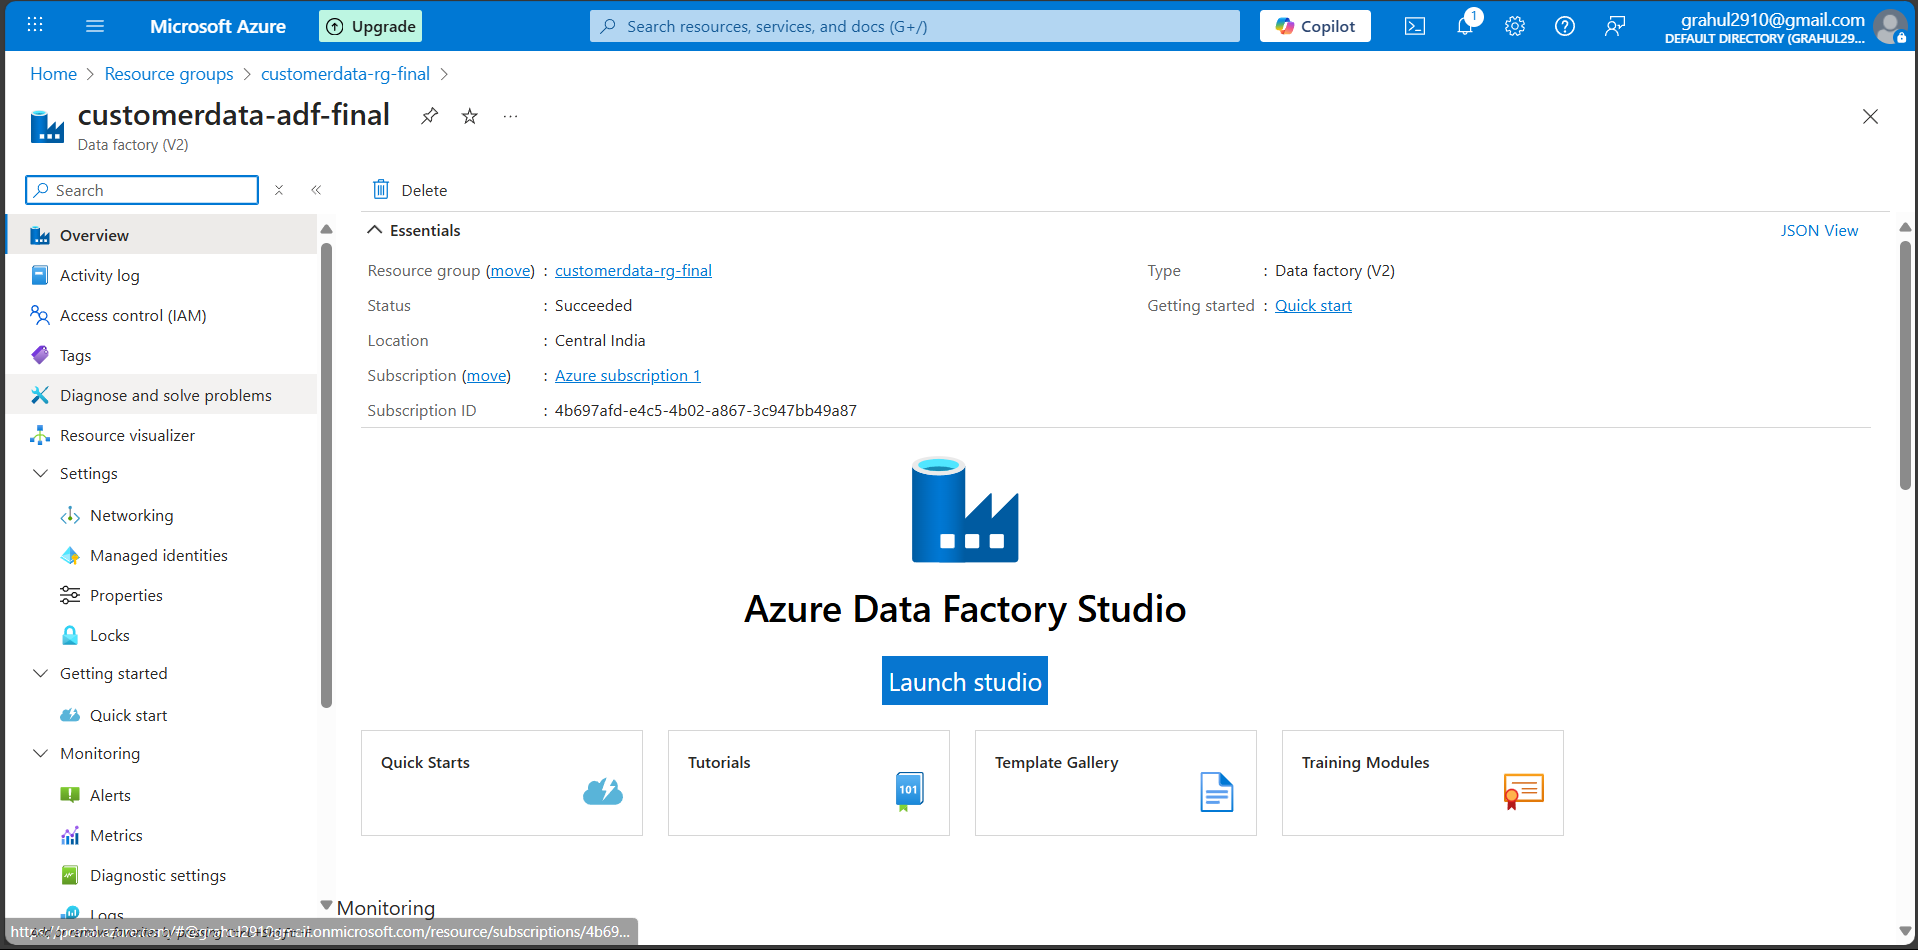 Microsoft Azure
Upgrade
Search resources, services, and docs (G+/)
Copilot
1
grahul2910@gmail.com
DEFAULT DIRECTORY (GRAHUL29...
Home > Resource groups > customerdata-rg-final >
customerdata-adf-final
Data factory (V2)
Search
Delete
Overview
Activity log
Access control (IAM)
Tags
Diagnose and solve problems
Resource visualizer
Settings
Networking
Managed identities
Properties
Locks
Getting started
Quick start
Monitoring
Alerts
Metrics
Diagnostic settings
Logs
Essentials
JSON View
Resource group (move) : customerdata-rg-final
Status : Succeeded
Location : Central India
Subscription (move) : Azure subscription 1
Subscription ID : 4b697afd-e4c5-4b02-a867-3c947bb49a87
Type : Data factory (V2)
Getting started : Quick start
Azure Data Factory Studio
Launch studio
Quick Starts
Tutorials
101
Template Gallery
Training Modules
Monitoring
https://portal.azure.com/#@grahul2910gmail.onmicrosoft.com/resource/subscriptions/4b69...